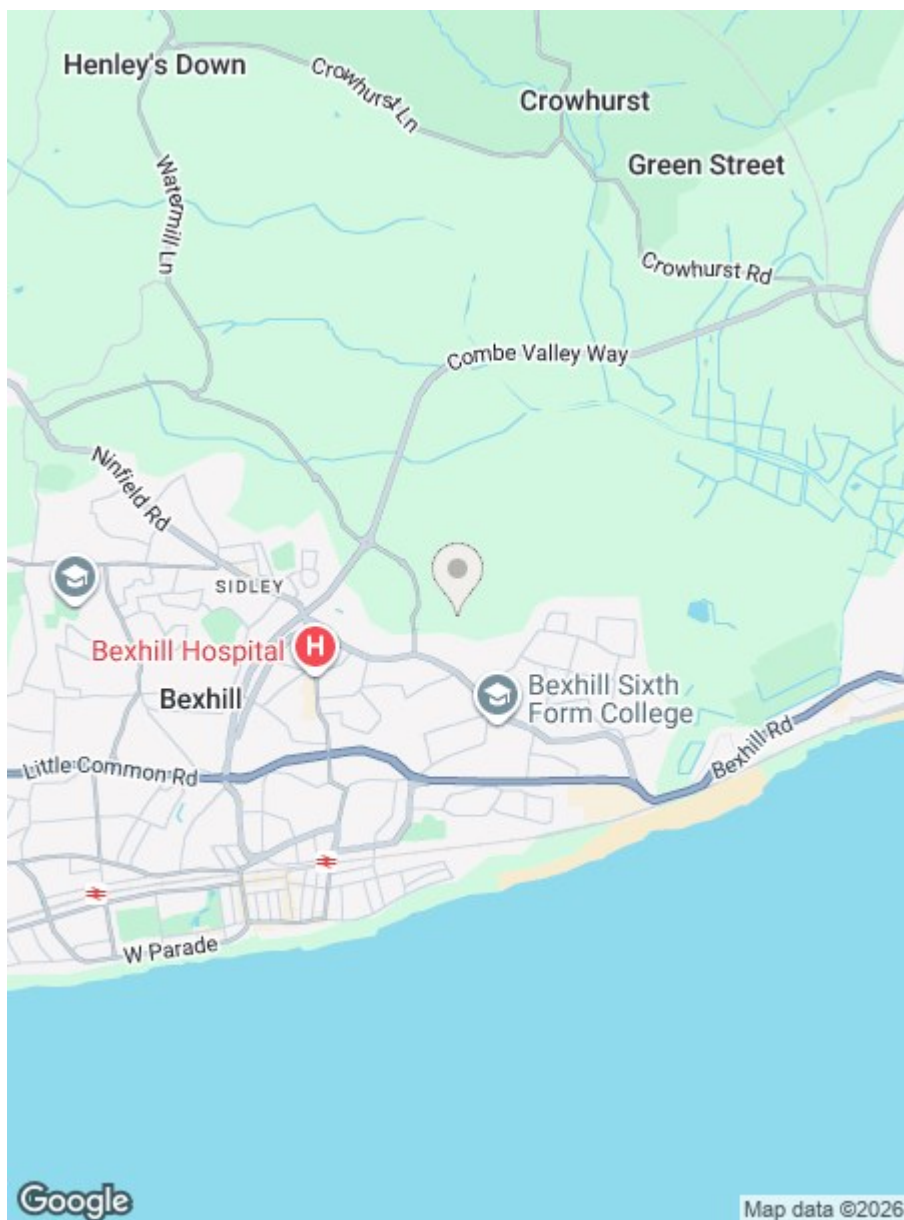 Henley's Down
Crowhurst Ln
Crowhurst
Green Street
Watermill Ln
Crowhurst Rd
Combe Valley Way
Ninfield Rd
SIDLEY
Bexhill Hospital
H
Bexhill
Bexhill Sixth
Form College
Bexhill Rd
Little Common Rd
W Parade
Google
Map data ©2026